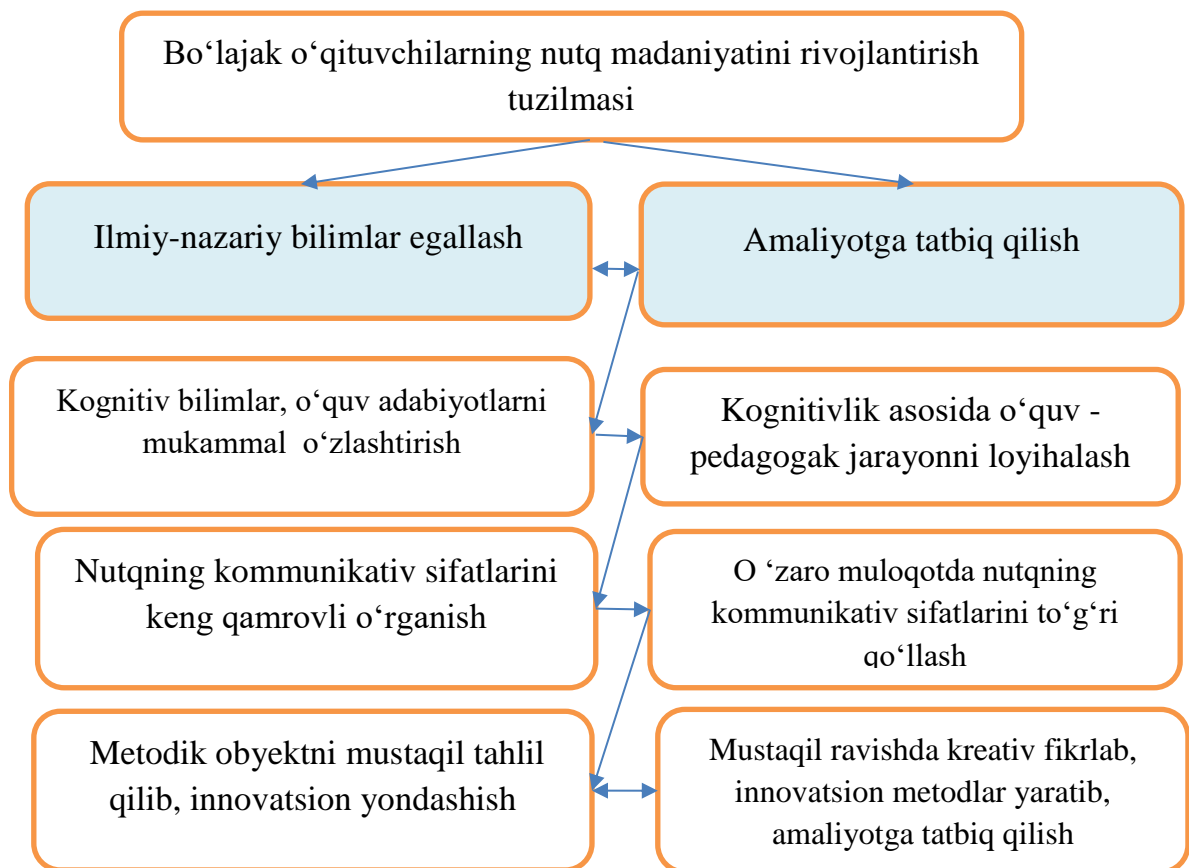 Bo‘lajak o‘qituvchilarning nutq madaniyatini rivojlantirish
tuzilmasi
Ilmiy-nazariy bilimlar egallash
Amaliyotga tatbiq qilish
Kognitiv bilimlar, o‘quv adabiyotlarni
mukammal o‘zlashtirish
Kognitivlik asosida o‘quv -
pedagogak jarayonni loyihalash
Nutqning kommunikativ sifatlarini
keng qamrovli o‘rganish
O ‘zaro muloqotda nutqning
kommunikativ sifatlarini to‘g‘ri
qo‘llash
Metodik obyektni mustaqil tahlil
qilib, innovatsion yondashish
Mustaqil ravishda kreativ fikrlab,
innovatsion metodlar yaratib,
amaliyotga tatbiq qilish